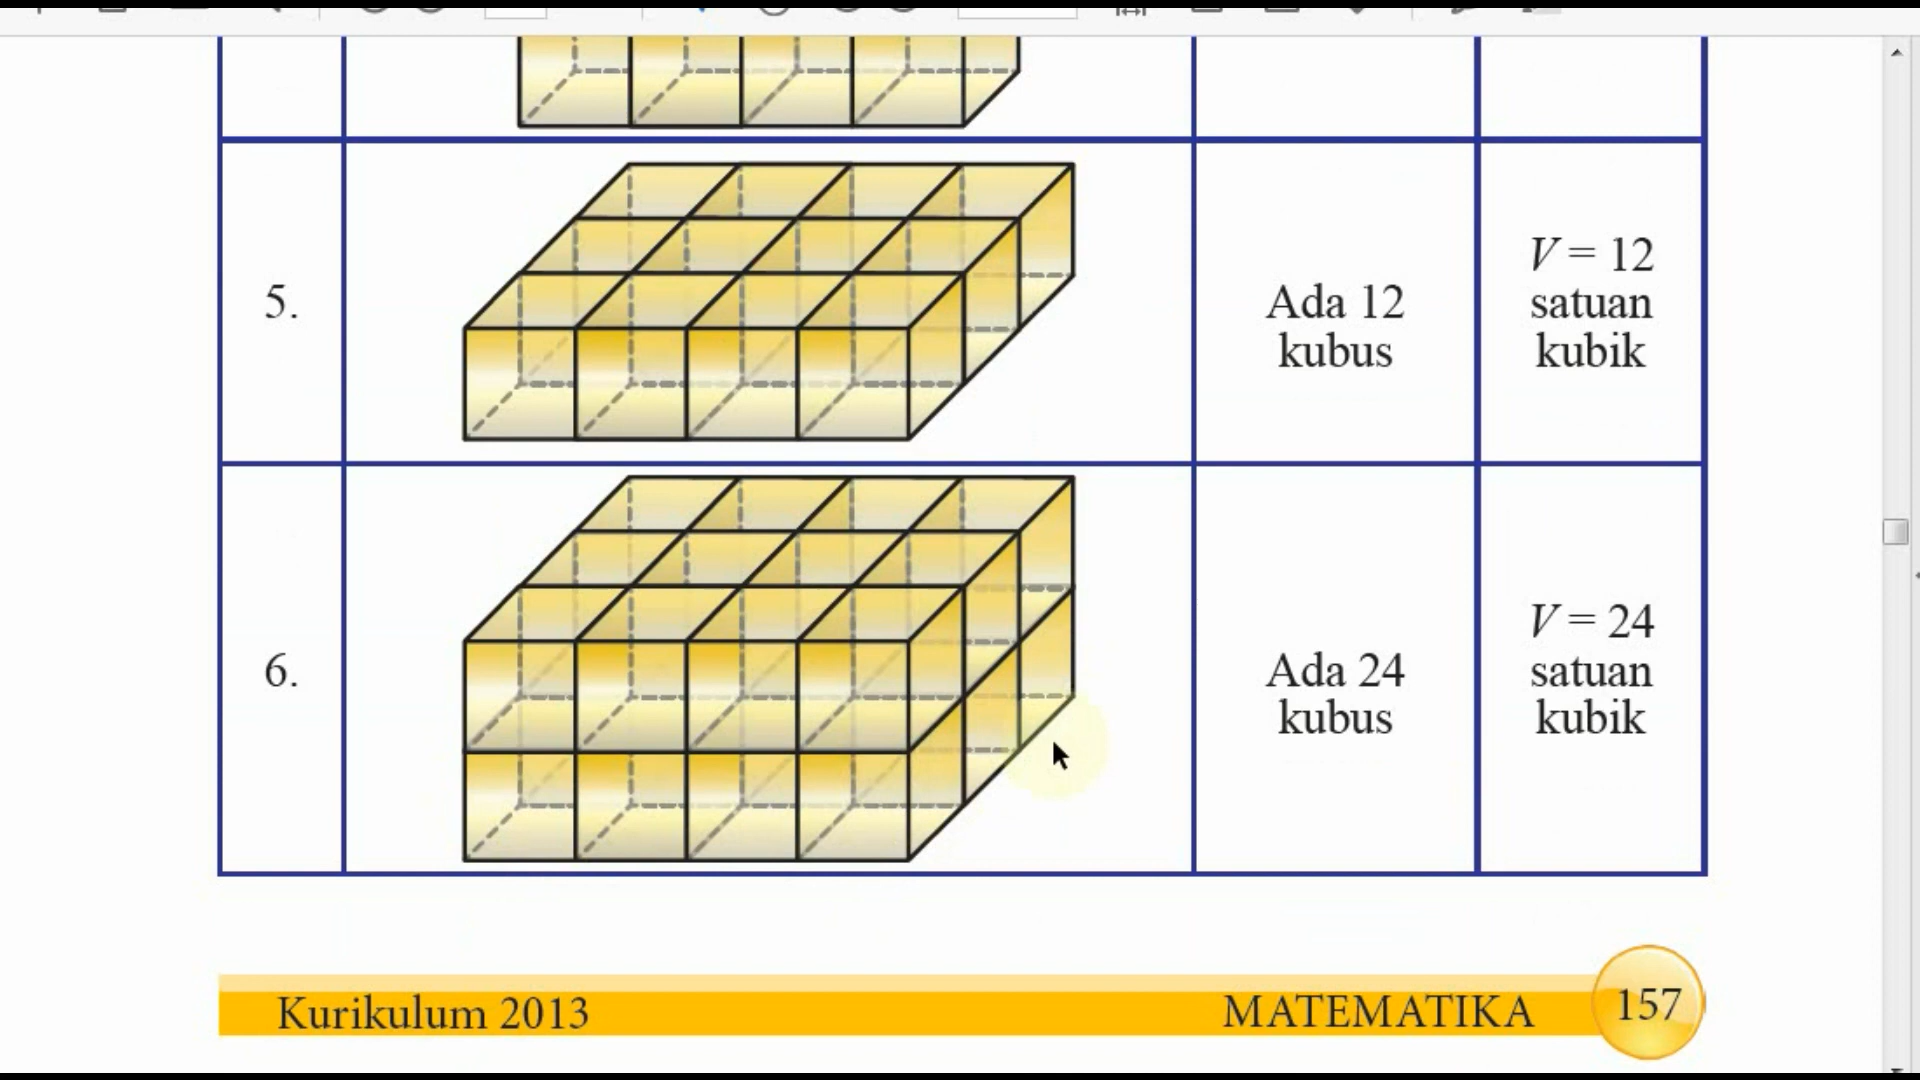 5.
Ada 12
kubus
V = 12
satuan
kubik
6.
Ada 24
kubus
V = 24
satuan
kubik
Kurikulum 2013
MATEMATIKA
157